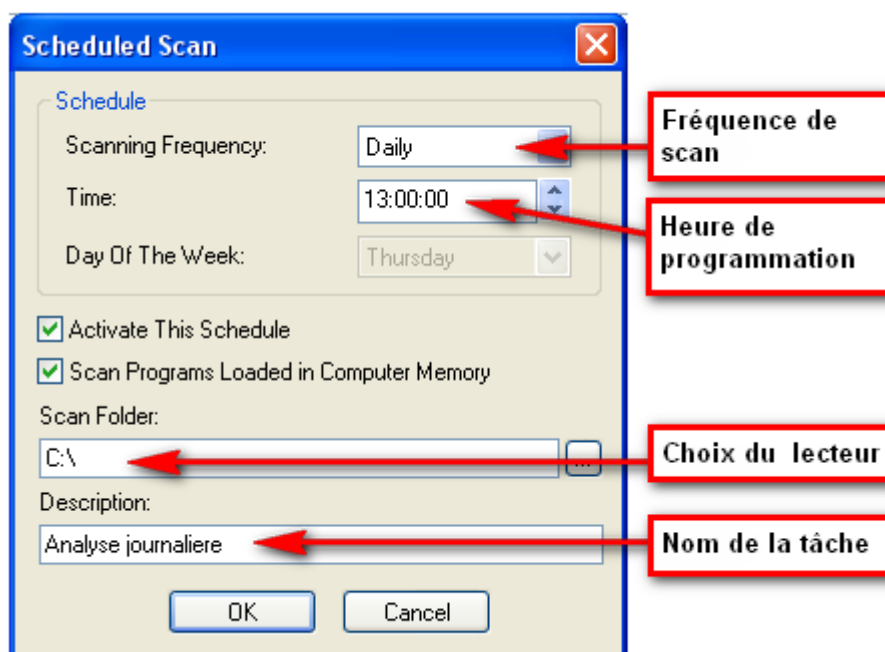 Scheduled Scan
Schedule
Scanning Frequency:
Daily
Fréquence de
scan
Time:
13:00:00
Heure de
programmation
Day Of The Week:
Thursday
Activate This Schedule
Scan Programs Loaded in Computer Memory
Scan Folder:
C:\
...
Choix du lecteur
Description:
Analyse journaliere
Nom de la tâche
OK
Cancel